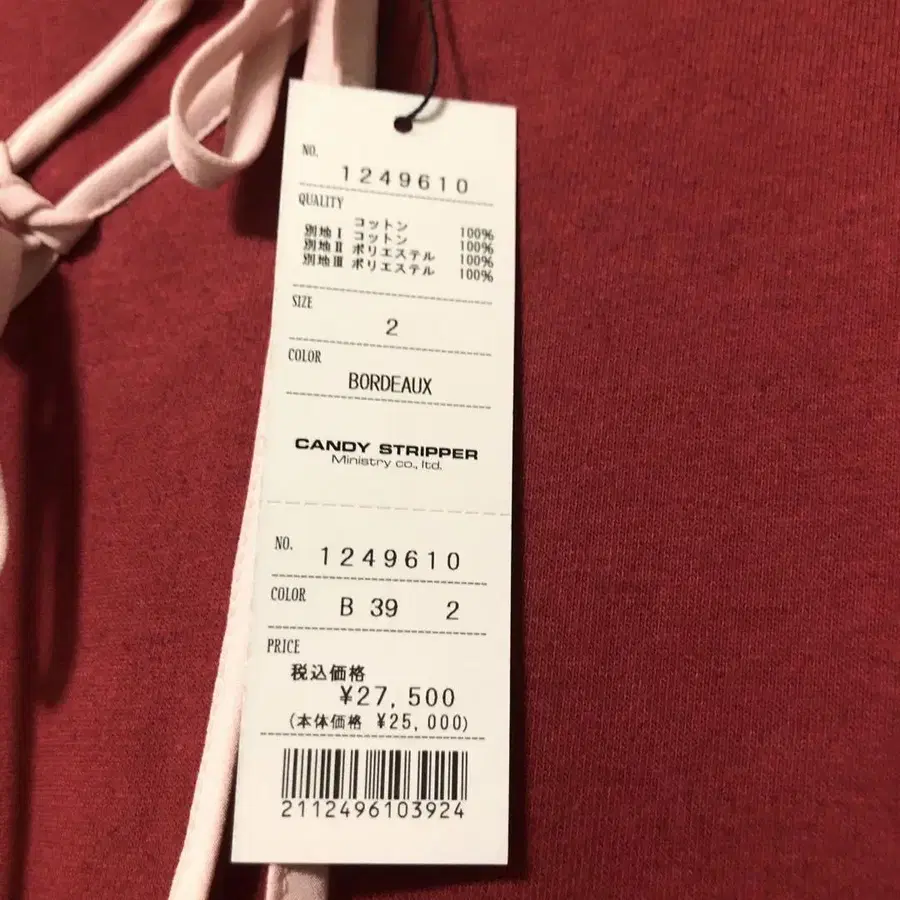 NO.
1249610
QUALITY
コットン 100%
別地Ⅰ コットン 100%
別地Ⅱ ポリエステル 100%
別地Ⅲ ポリエステル 100%
SIZE
2
COLOR
BORDEAUX
CANDY STRIPPER
Ministry co., ltd.
NO.
1249610
COLOR
B 39 2
PRICE
税込価格
¥27,500
(本体価格 ¥25,000)
2112496103924